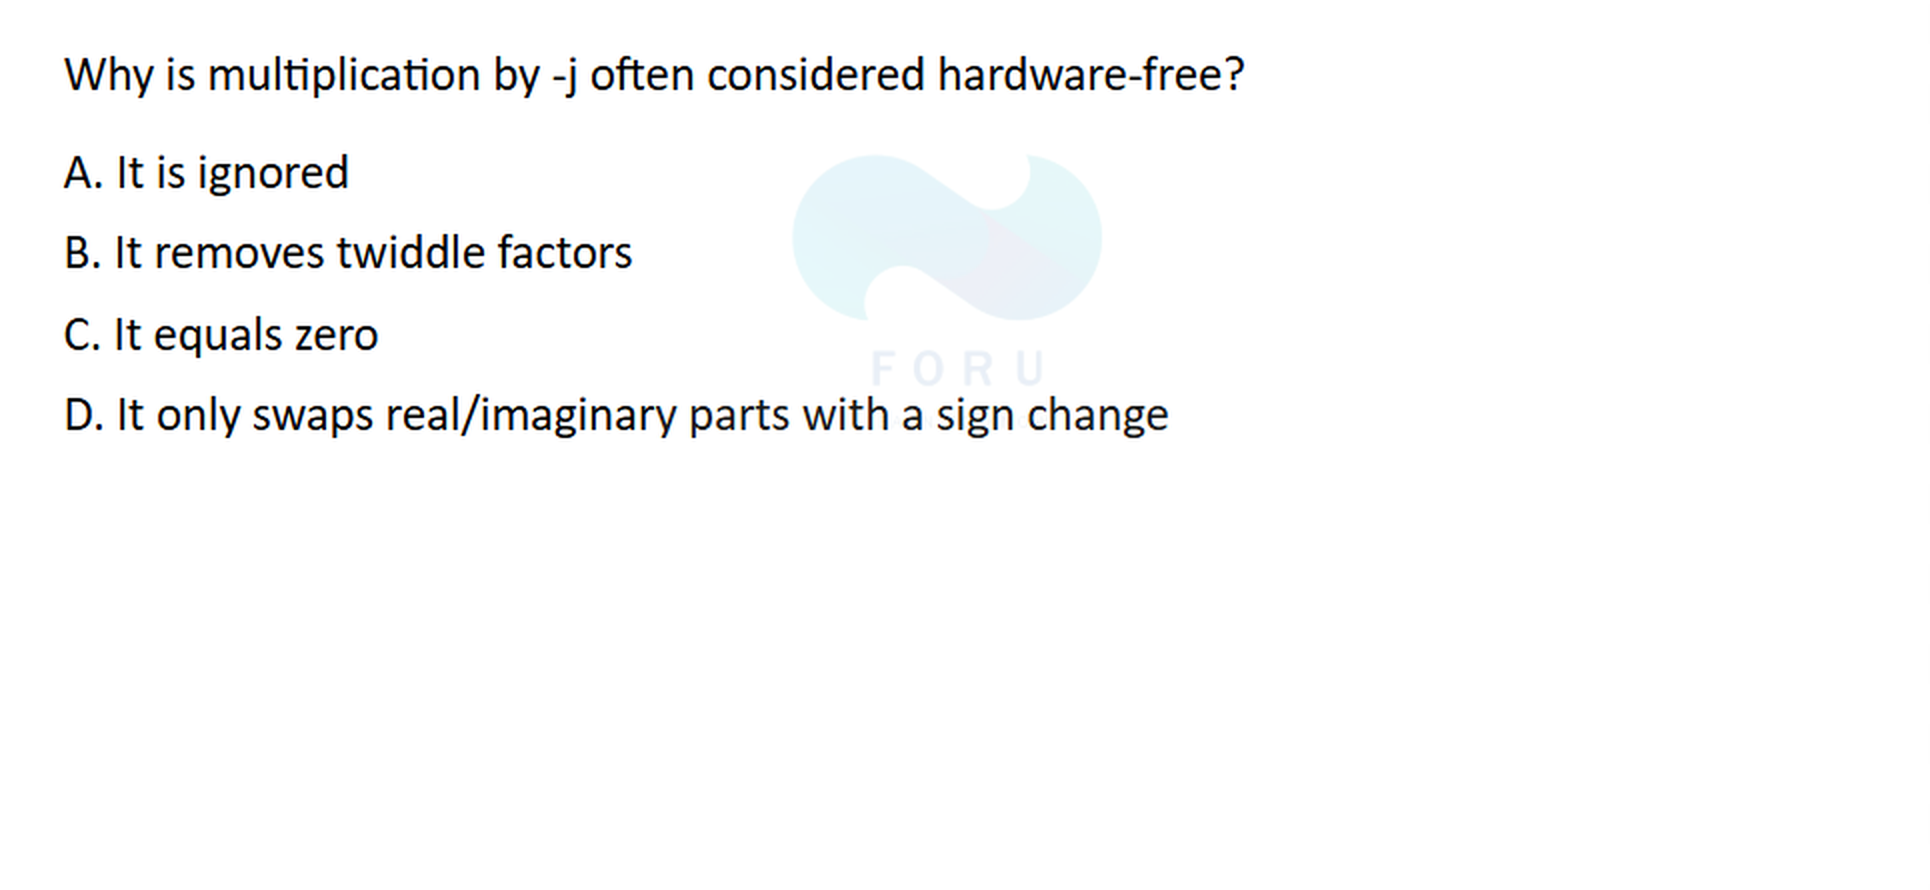 Why is multiplication by -j often considered hardware-free?
A. It is ignored
B. It removes twiddle factors
C. It equals zero
FORU
D. It only swaps real/imaginary parts with a sign change